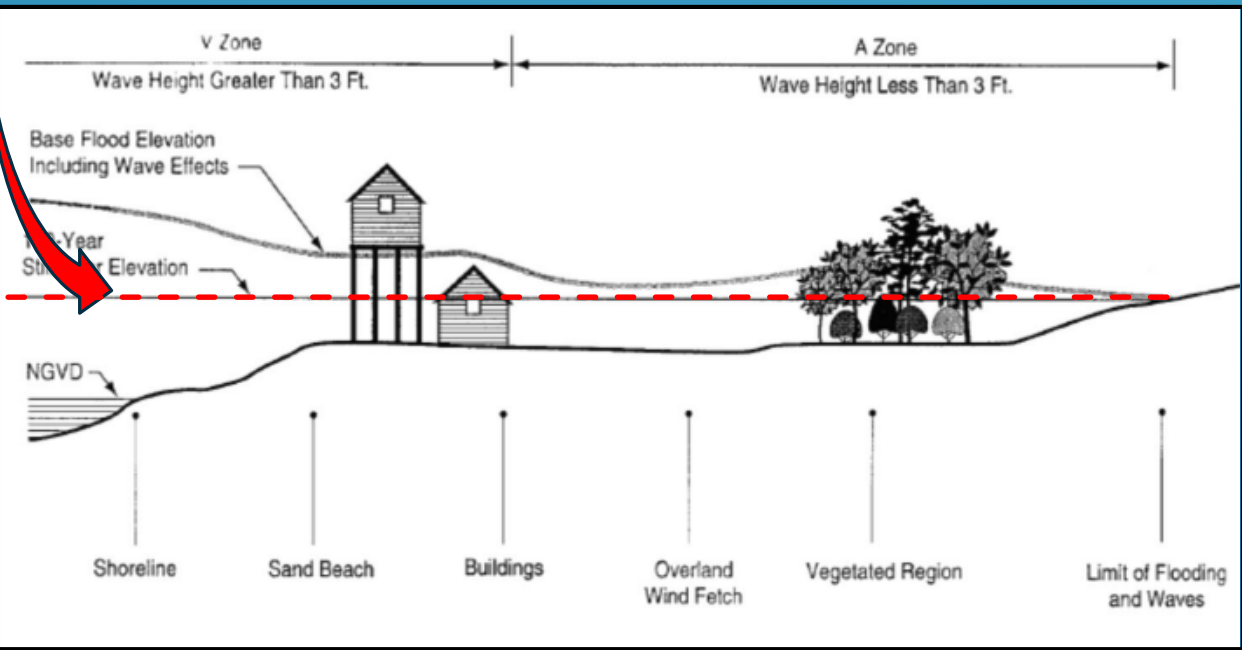 V Zone
Wave Height Greater Than 3 Ft.
A Zone
Wave Height Less Than 3 Ft.
Base Flood Elevation
Including Wave Effects
-Year
Elevation
NGVD
Shoreline
Sand Beach
Buildings
Overland
Wind Fetch
Vegetated Region
Limit of Flooding
and Waves